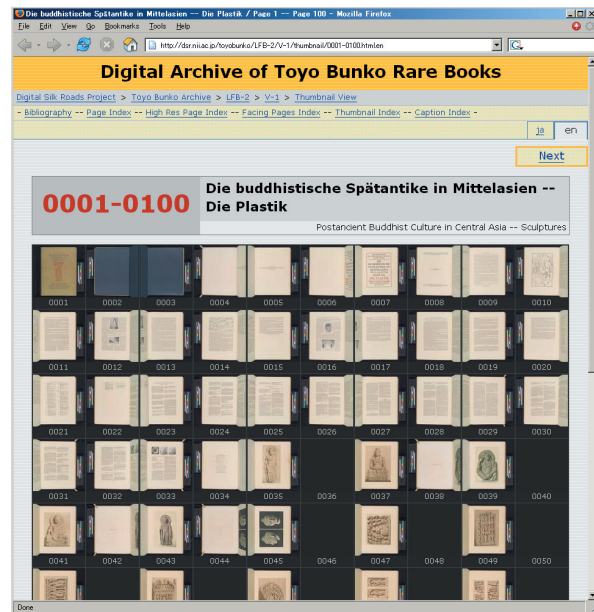 Die buddhistische Spätantike in Mittelasien -- Die Plastik / Page 1 -- Page 100 - Mozilla Firefox
File Edit View Go Bookmarks Tools Help
http://dsr.nii.ac.jp/toyobunko/LFB-2/V-1/thumbnail/0001-0100.html.en
Digital Archive of Toyo Bunko Rare Books
Digital Silk Roads Project > Toyo Bunko Archive > LFB-2 > V-1 > Thumbnail View
- Bibliography -- Page Index -- High Res Page Index -- Facing Pages Index -- Thumbnail Index -- Caption Index -
ja en
Next
0001-0100
Die buddhistische Spätantike in Mittelasien --
Die Plastik
Postancient Buddhist Culture in Central Asia -- Sculptures
0001 0002 0003 0004 0005 0006 0007 0008 0009 0010
0011 0012 0013 0014 0015 0016 0017 0018 0019 0020
0021 0022 0023 0024 0025 0026 0027 0028 0029 0030
0031 0032 0033 0034 0035 0036 0037 0038 0039 0040
0041 0042 0043 0044 0045 0046 0047 0048 0049 0050
Done